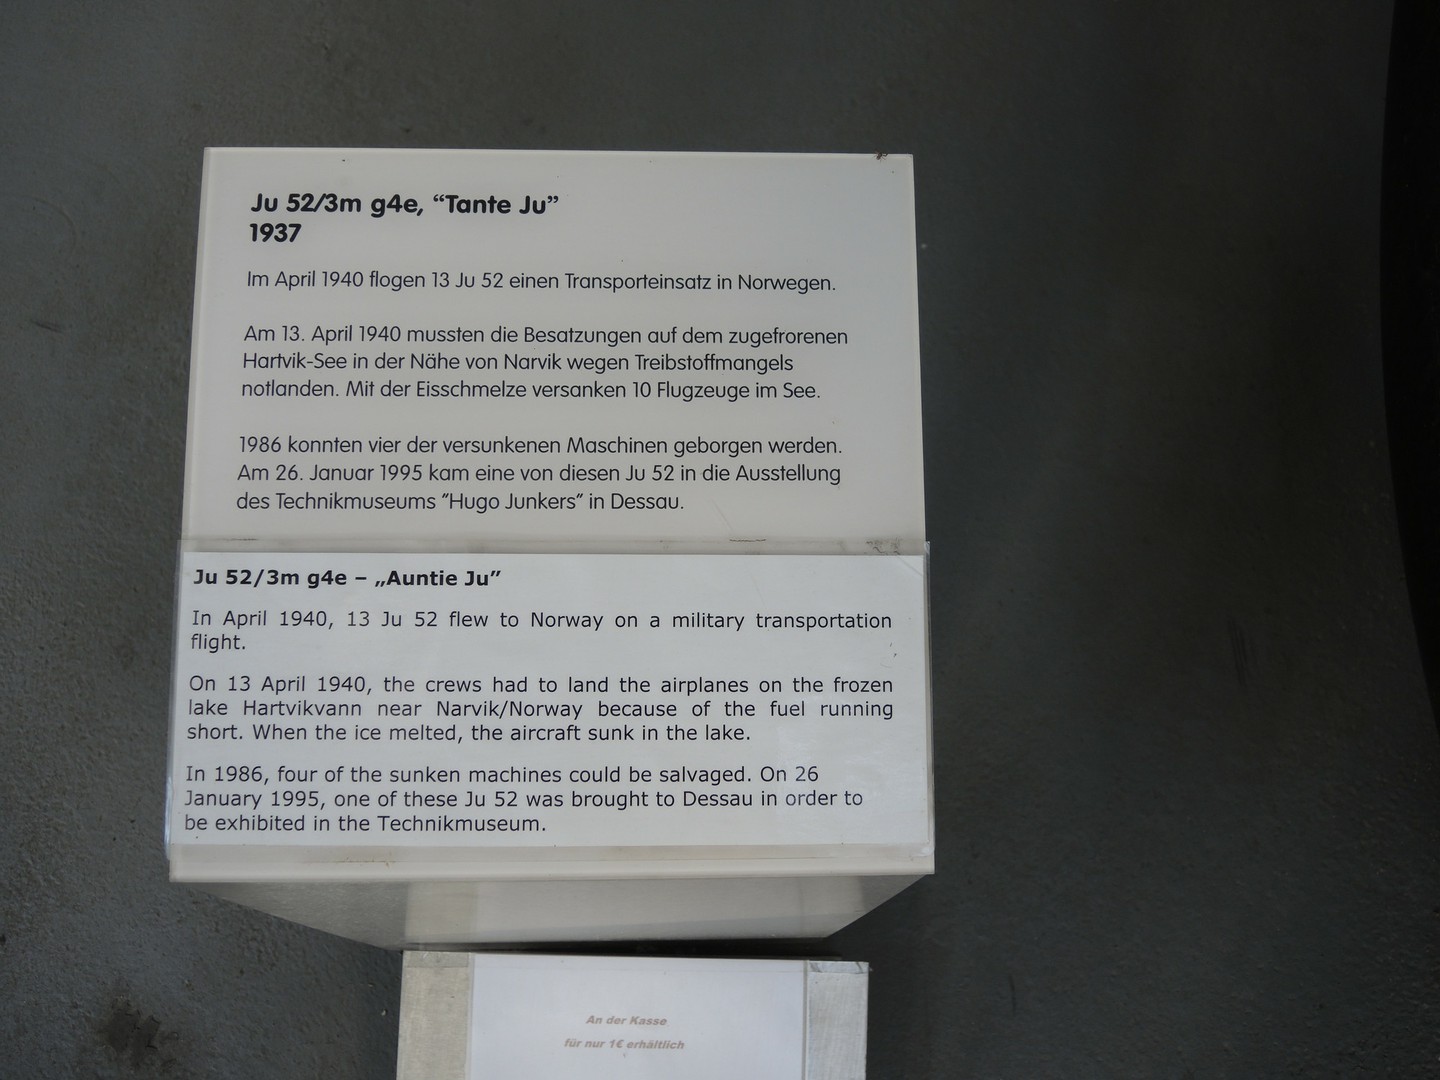 Ju 52/3m g4e, “Tante Ju”
1937
Im April 1940 flogen 13 Ju 52 einen Transporteinsatz in Norwegen.
Am 13. April 1940 mussten die Besatzungen auf dem zugefrorenen
Hartvik-See in der Nähe von Narvik wegen Treibstoffmangels
notlanden. Mit der Eisschmelze versanken 10 Flugzeuge im See.
1986 konnten vier der versunkenen Maschinen geborgen werden.
Am 26. Januar 1995 kam eine von diesen Ju 52 in die Ausstellung
des Technikmuseums “Hugo Junkers” in Dessau.
Ju 52/3m g4e – „Auntie Ju”
In April 1940, 13 Ju 52 flew to Norway on a military transportation
flight.
On 13 April 1940, the crews had to land the airplanes on the frozen
lake Hartvikvann near Narvik/Norway because of the fuel running
short. When the ice melted, the aircraft sunk in the lake.
In 1986, four of the sunken machines could be salvaged. On 26
January 1995, one of these Ju 52 was brought to Dessau in order to
be exhibited in the Technikmuseum.
An der Kasse
für nur 1€ erhältlich